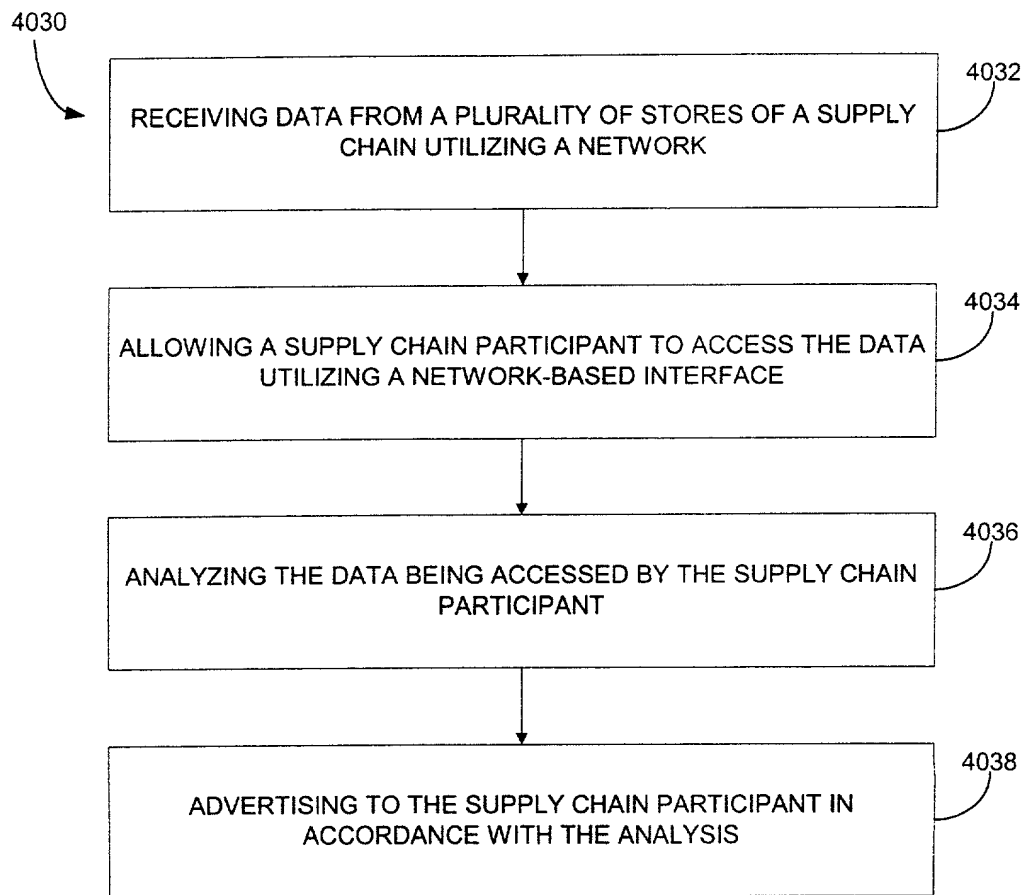 4030
4032
RECEIVING DATA FROM A PLURALITY OF STORES OF A SUPPLY
CHAIN UTILIZING A NETWORK
4034
ALLOWING A SUPPLY CHAIN PARTICIPANT TO ACCESS THE DATA
UTILIZING A NETWORK-BASED INTERFACE
4036
ANALYZING THE DATA BEING ACCESSED BY THE SUPPLY CHAIN
PARTICIPANT
4038
ADVERTISING TO THE SUPPLY CHAIN PARTICIPANT IN
ACCORDANCE WITH THE ANALYSIS